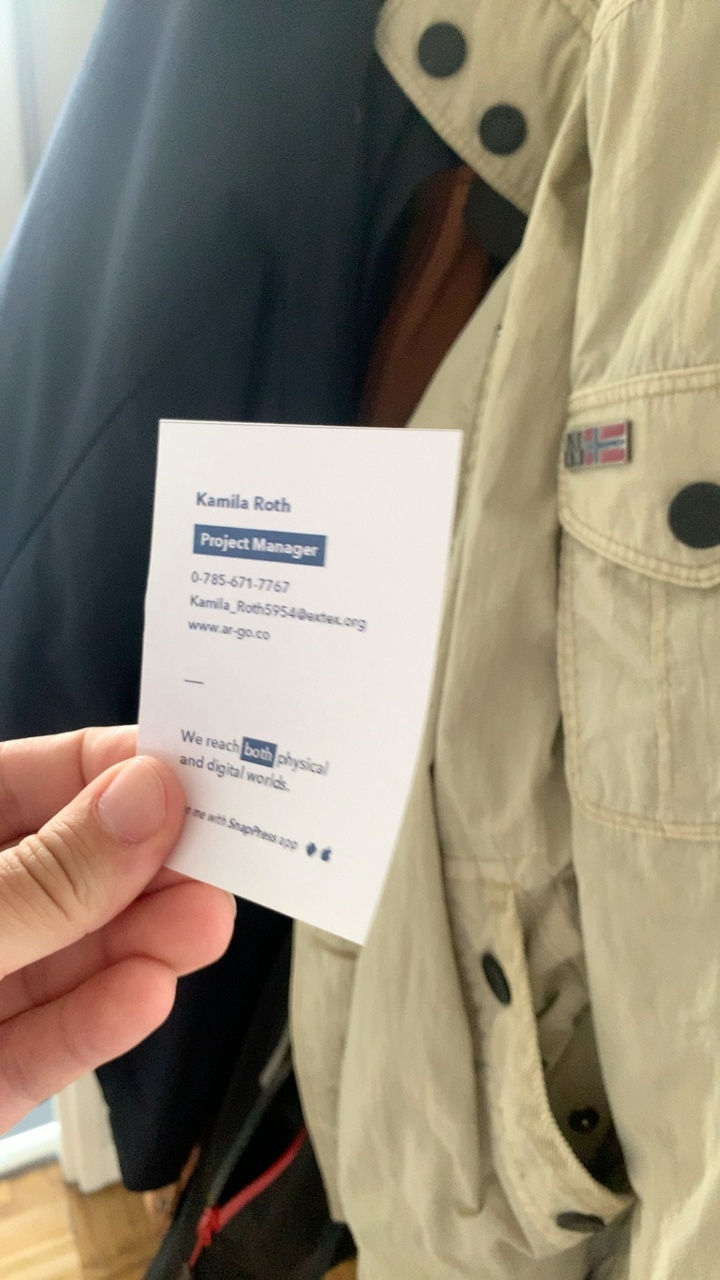 Kamila Roth
Project Manager
0-785-671-7767
Kamila_Roth5954@extex.org
www.ar-go.co
We reach both physical
and digital worlds.
me with SnapPress app